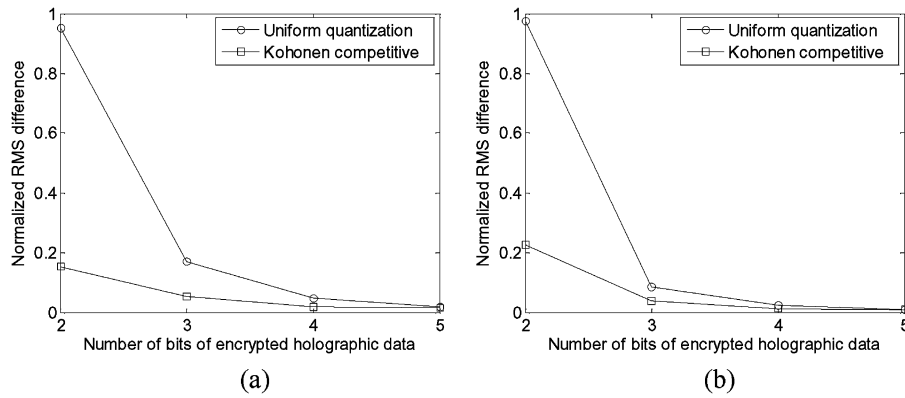 1
0.8
0.6
0.4
0.2
0
2
3
4
5
Normalized RMS difference
Number of bits of encrypted holographic data
Uniform quantization
Kohonen competitive
(a)
1
0.8
0.6
0.4
0.2
0
2
3
4
5
Normalized RMS difference
Number of bits of encrypted holographic data
Uniform quantization
Kohonen competitive
(b)